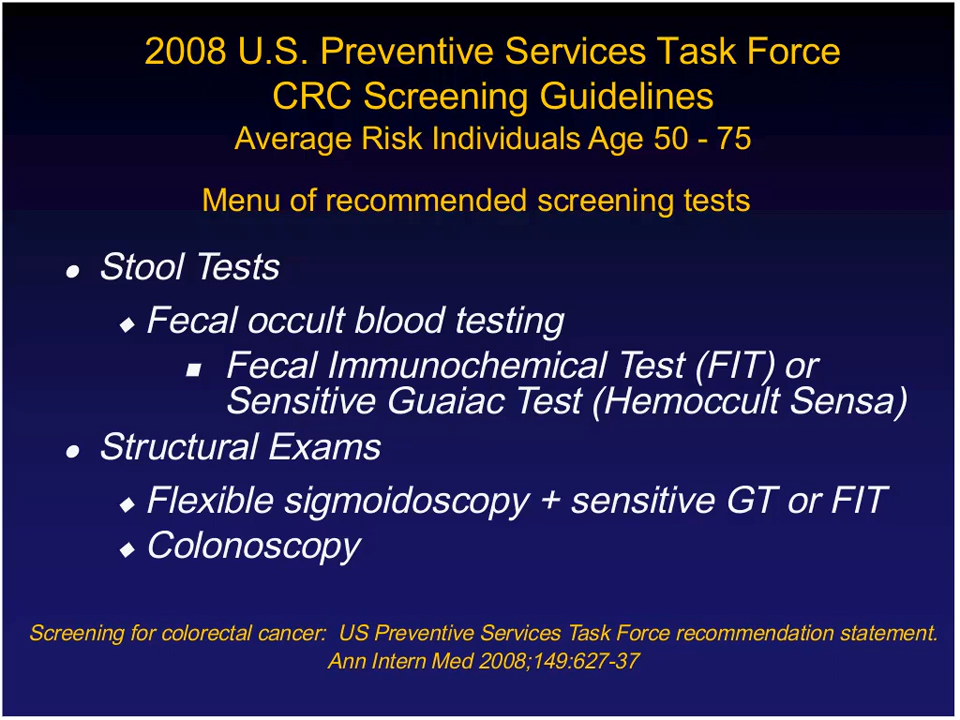 2008 U.S. Preventive Services Task Force
CRC Screening Guidelines
Average Risk Individuals Age 50 - 75
Menu of recommended screening tests
● Stool Tests
◆ Fecal occult blood testing
■ Fecal Immunochemical Test (FIT) or
Sensitive Guaiac Test (Hemoccult Sensa)
● Structural Exams
◆ Flexible sigmoidoscopy + sensitive GT or FIT
◆ Colonoscopy
Screening for colorectal cancer: US Preventive Services Task Force recommendation statement.
Ann Intern Med 2008;149:627-37